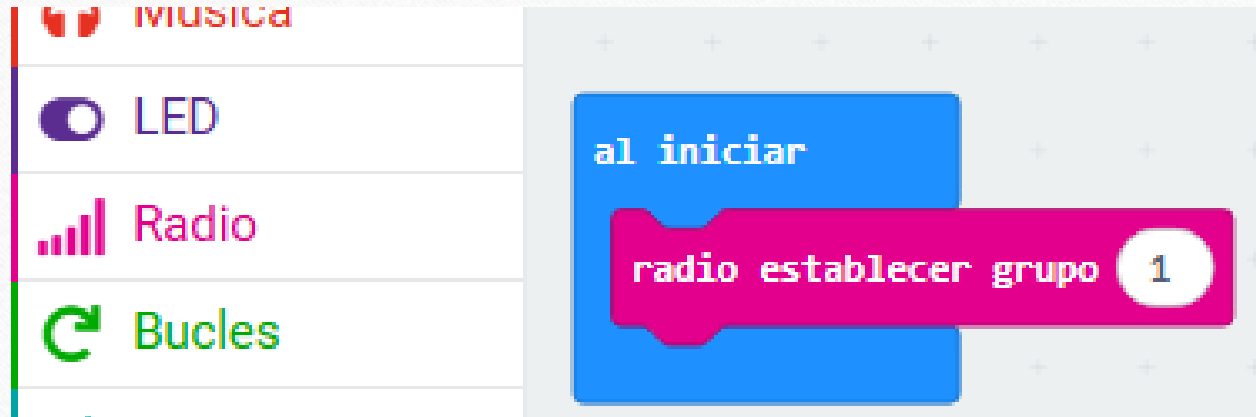 Música
LED
Radio
Bucles
al iniciar
radio establecer grupo 1